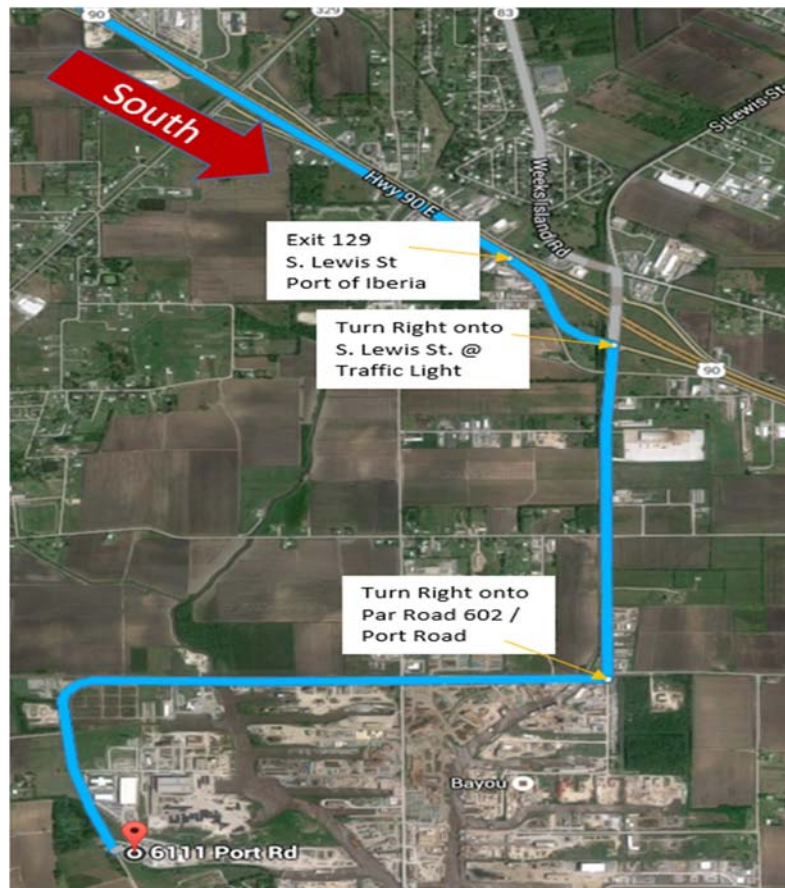 90
329
83
South
S Lewis St
Weeks Island Rd
Hwy 90 E
Exit 129
S. Lewis St
Port of Iberia
Turn Right onto
S. Lewis St. @
Traffic Light
90
Turn Right onto
Par Road 602 /
Port Road
Bayou
6111 Port Rd